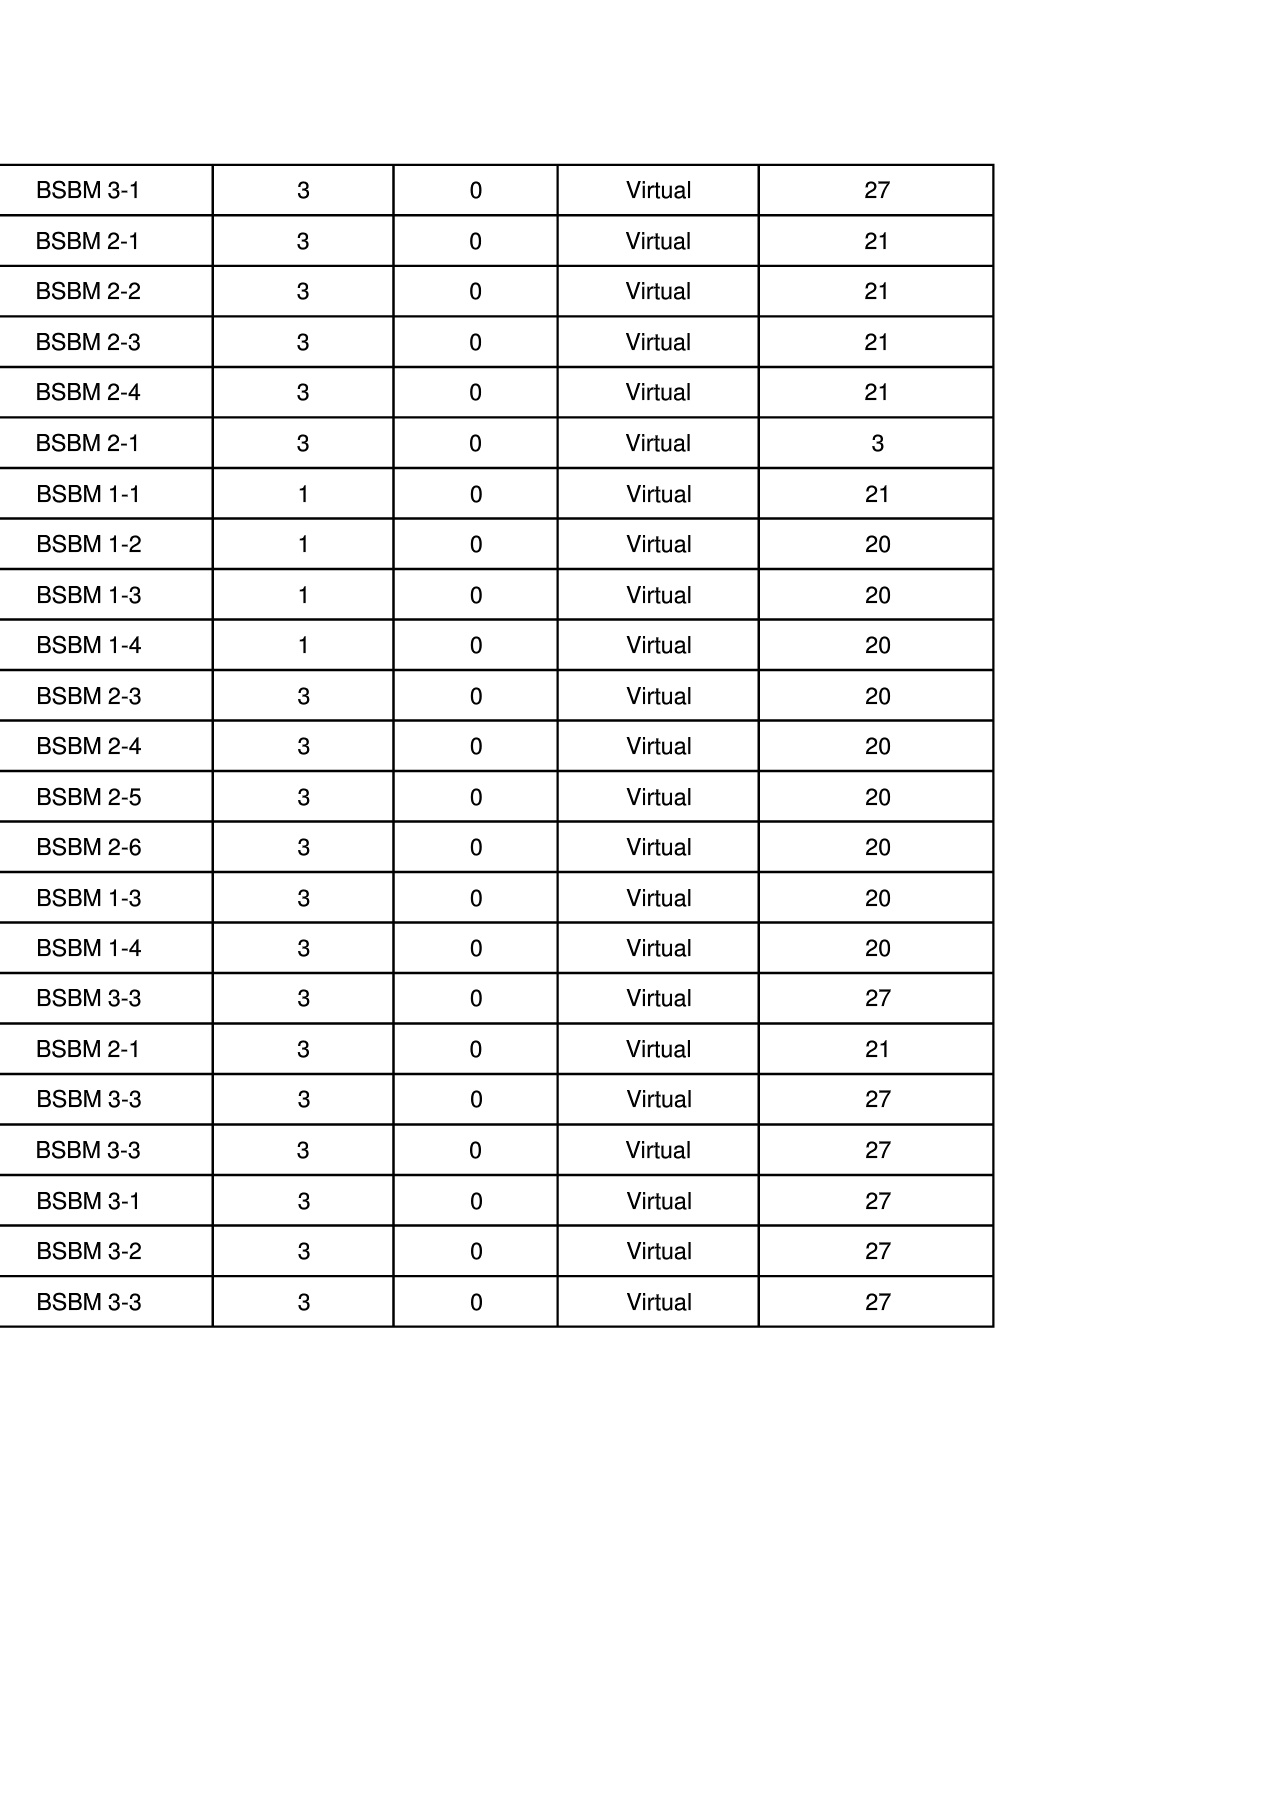 BSBM 3-1 3 0 Virtual 27
BSBM 2-1 3 0 Virtual 21
BSBM 2-2 3 0 Virtual 21
BSBM 2-3 3 0 Virtual 21
BSBM 2-4 3 0 Virtual 21
BSBM 2-1 3 0 Virtual 3
BSBM 1-1 1 0 Virtual 21
BSBM 1-2 1 0 Virtual 20
BSBM 1-3 1 0 Virtual 20
BSBM 1-4 1 0 Virtual 20
BSBM 2-3 3 0 Virtual 20
BSBM 2-4 3 0 Virtual 20
BSBM 2-5 3 0 Virtual 20
BSBM 2-6 3 0 Virtual 20
BSBM 1-3 3 0 Virtual 20
BSBM 1-4 3 0 Virtual 20
BSBM 3-3 3 0 Virtual 27
BSBM 2-1 3 0 Virtual 21
BSBM 3-3 3 0 Virtual 27
BSBM 3-3 3 0 Virtual 27
BSBM 3-1 3 0 Virtual 27
BSBM 3-2 3 0 Virtual 27
BSBM 3-3 3 0 Virtual 27